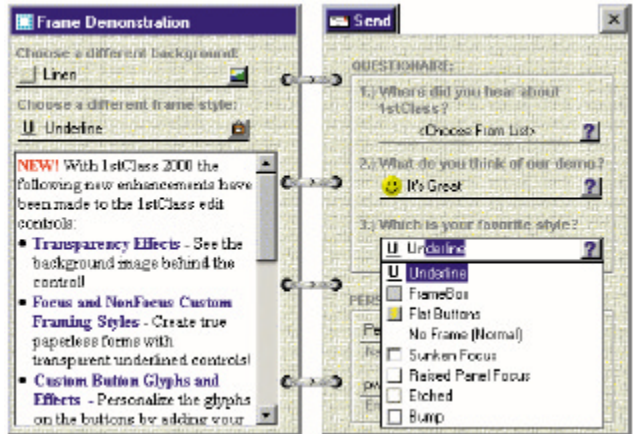 Frame Demonstration
Choose a different background:
Linen
Choose a different frame style:
U Underline
NEW! With 1stClass 2000 the
following new enhancements have
been made to the 1stClass edit
controls:
• Transparency Effects - See the
background image behind the
control!
• Focus and NonFocus Custom
Framing Styles - Create true
paperless forms with
transparent underlined controls!
• Custom Button Glyphs and
Effects - Personalize the glyphs
on the buttons by adding your
Send
QUESTIONAIRE:
1.) Where did you hear about
1stClass?
<Choose From List>
2.) What do you think of our demo?
It's Great
3.) Which is your favorite style?
U Underline
U Underline
FrameBox
Flat Buttons
No Frame (Normal)
Sunken Focus
Raised Panel Focus
Etched
Bump
PERS
Pe
pw